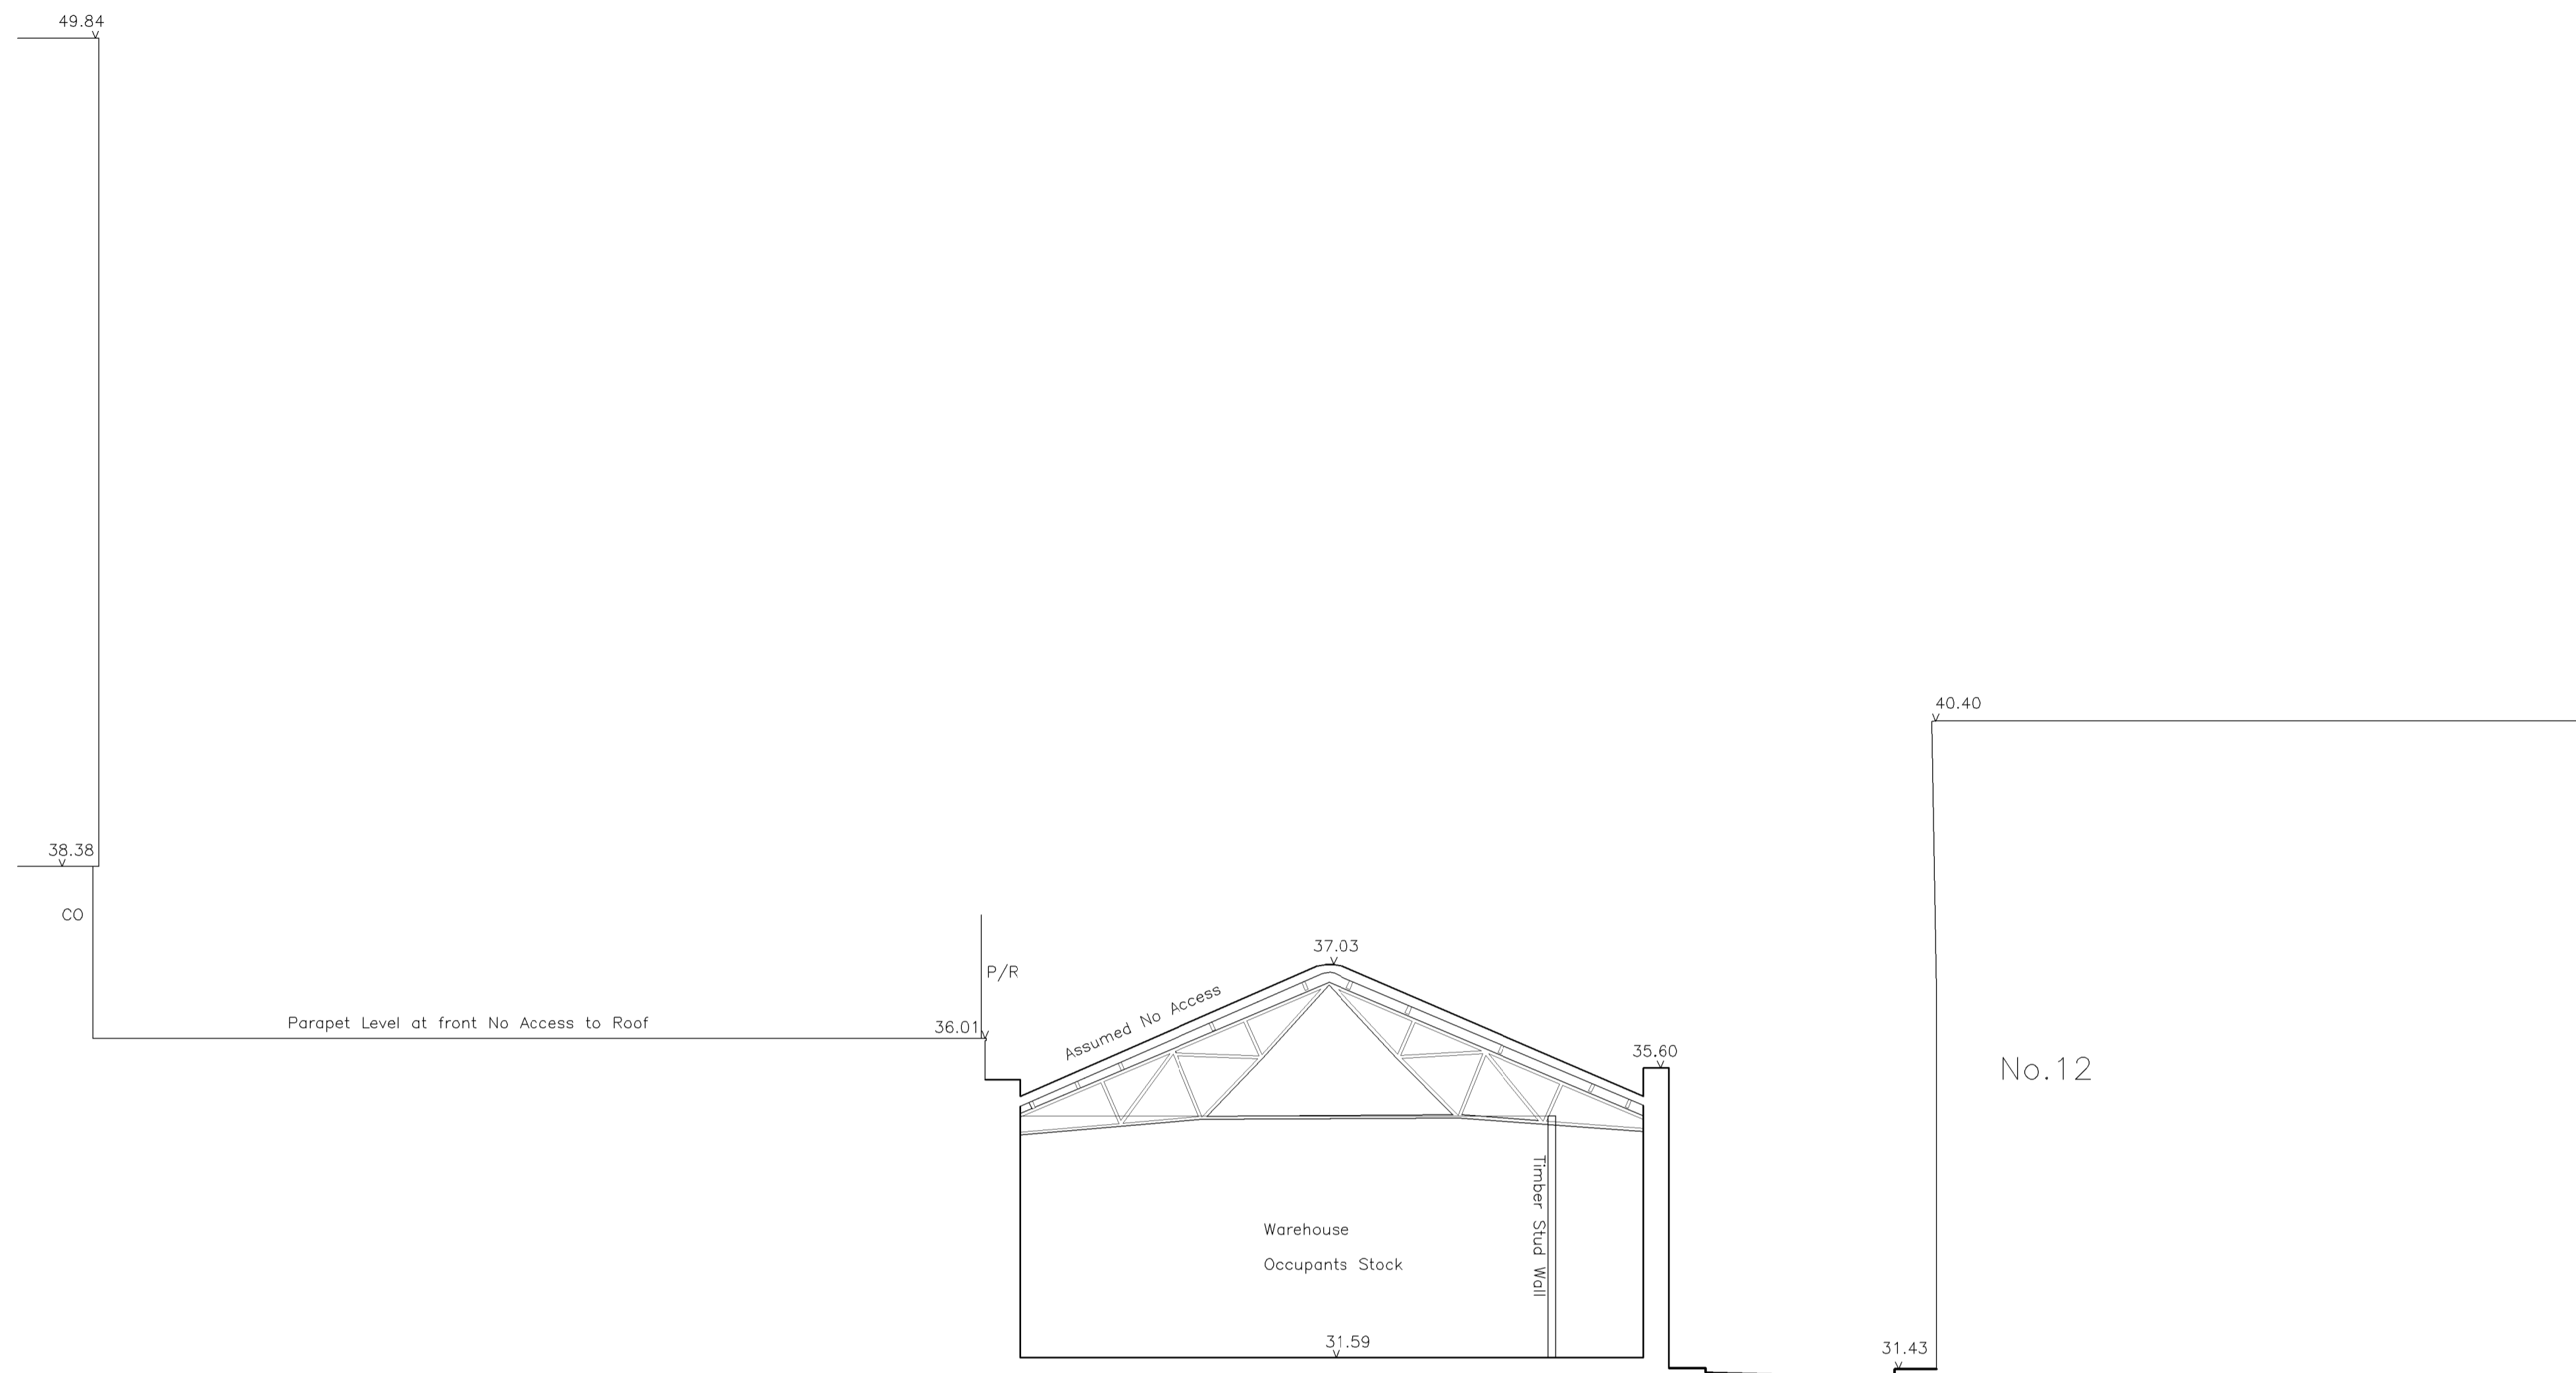 49.84
40.40
38.38
CO
37.03
P/R
Assumed No Access
Parapet Level at front No Access to Roof
36.01
35.60
No.12
Timber Stud Wall
Warehouse
Occupants Stock
31.59
31.43